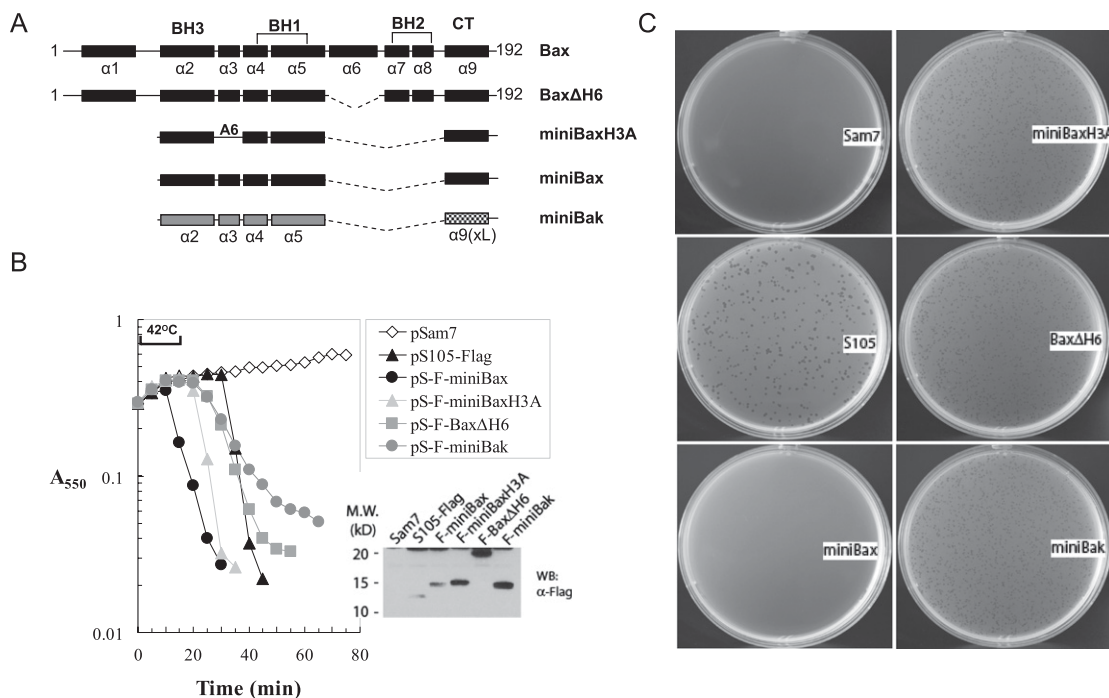 A
BH3
BH1
BH2
CT
1
192
Bax
α1
α2
α3
α4
α5
α6
α7
α8
α9
1
192
BaxΔH6
A6
miniBaxH3A
miniBax
miniBak
α2
α3
α4
α5
α9(xL)
B
1
0.1
0.01
A550
42°C
pSam7
pS105-Flag
pS-F-miniBax
pS-F-miniBaxH3A
pS-F-BaxΔH6
pS-F-miniBak
0
20
40
60
80
Time (min)
M.W.
(kD)
Sam7
S105-Flag
F-miniBax
F-miniBaxH3A
F-BaxΔH6
F-miniBak
20
15
10
WB:
α-Flag
C
Sam7
miniBaxH3A
S105
BaxΔH6
miniBax
miniBak